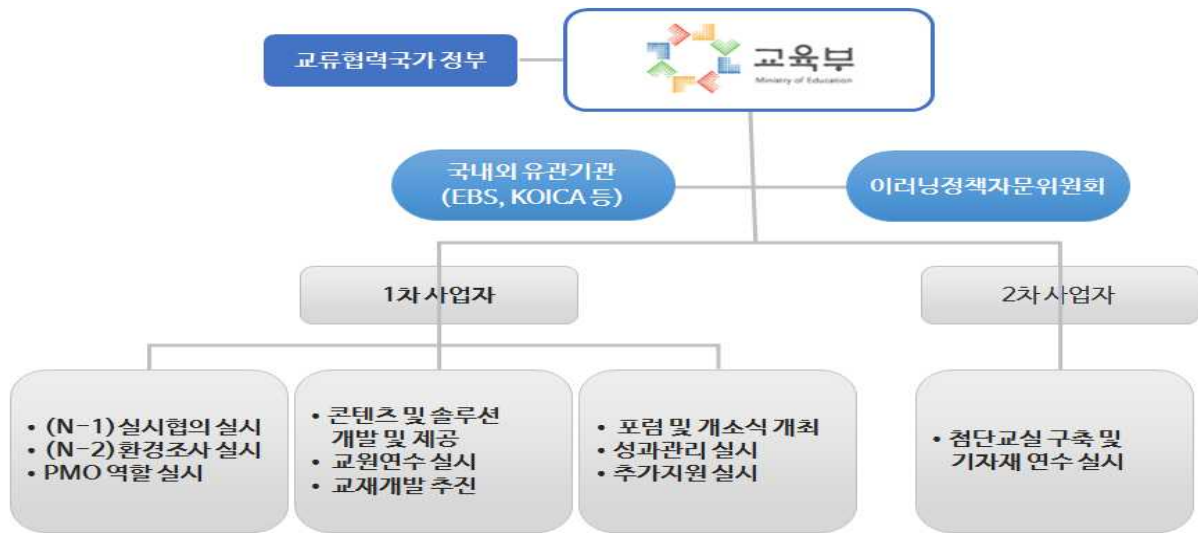 교류협력국가 정부
교육부
Ministry of Education
국내외 유관기관
(EBS, KOICA 등)
이러닝정책자문위원회
1차 사업자
2차 사업자
• (N-1) 실시협의 실시
• (N-2) 환경조사 실시
• PMO 역할 실시
• 콘텐츠 및 솔루션
개발 및 제공
• 교원연수 실시
• 교재개발 추진
• 포럼 및 개소식 개최
• 성과관리 실시
• 추가지원 실시
• 첨단교실 구축 및
기자재 연수 실시